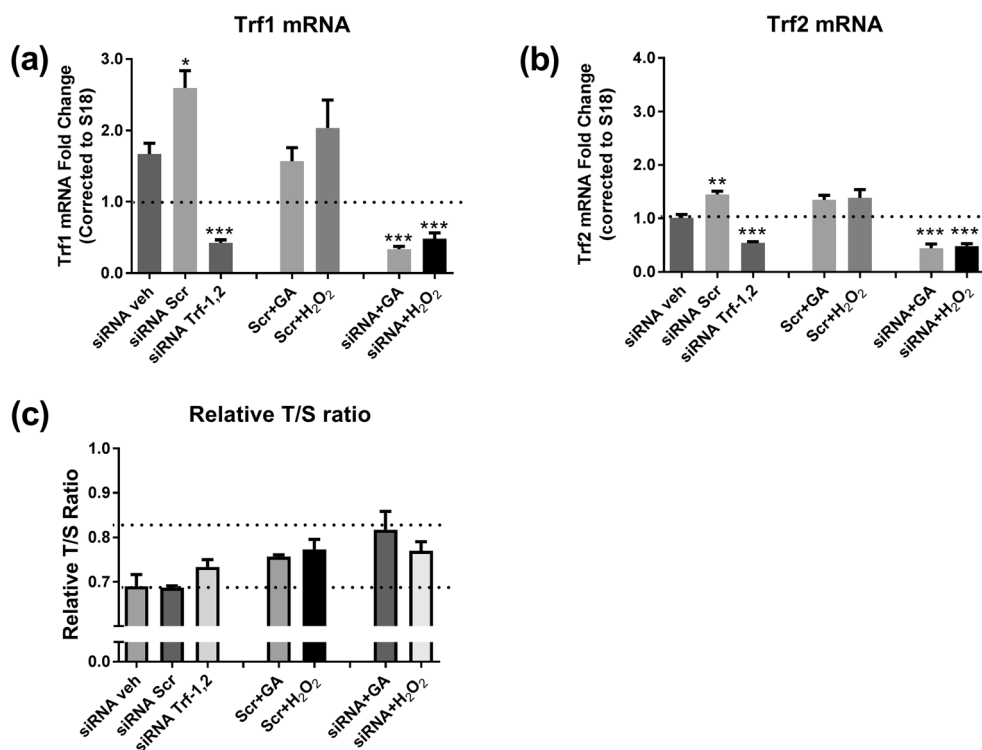 (a)
Trf1 mRNA
Trf1 mRNA Fold Change
(Corrected to S18)
3.0
2.0
1.0
0.0
*
***
***
***
siRNA veh
siRNA Scr
siRNA Trf-1,2
Scr+GA
Scr+H₂O₂
siRNA+GA
siRNA+H₂O₂
(b)
Trf2 mRNA
Trf2 mRNA Fold Change
(corrected to S18)
4.0
3.0
2.0
1.0
0.0
**
***
***
***
siRNA veh
siRNA Scr
siRNA Trf-1,2
Scr+GA
Scr+H₂O₂
siRNA+GA
siRNA+H₂O₂
(c)
Relative T/S ratio
Relative T/S Ratio
1.0
0.9
0.8
0.7
0.0
siRNA veh
siRNA Scr
siRNA Trf-1,2
Scr+GA
Scr+H₂O₂
siRNA+GA
siRNA+H₂O₂